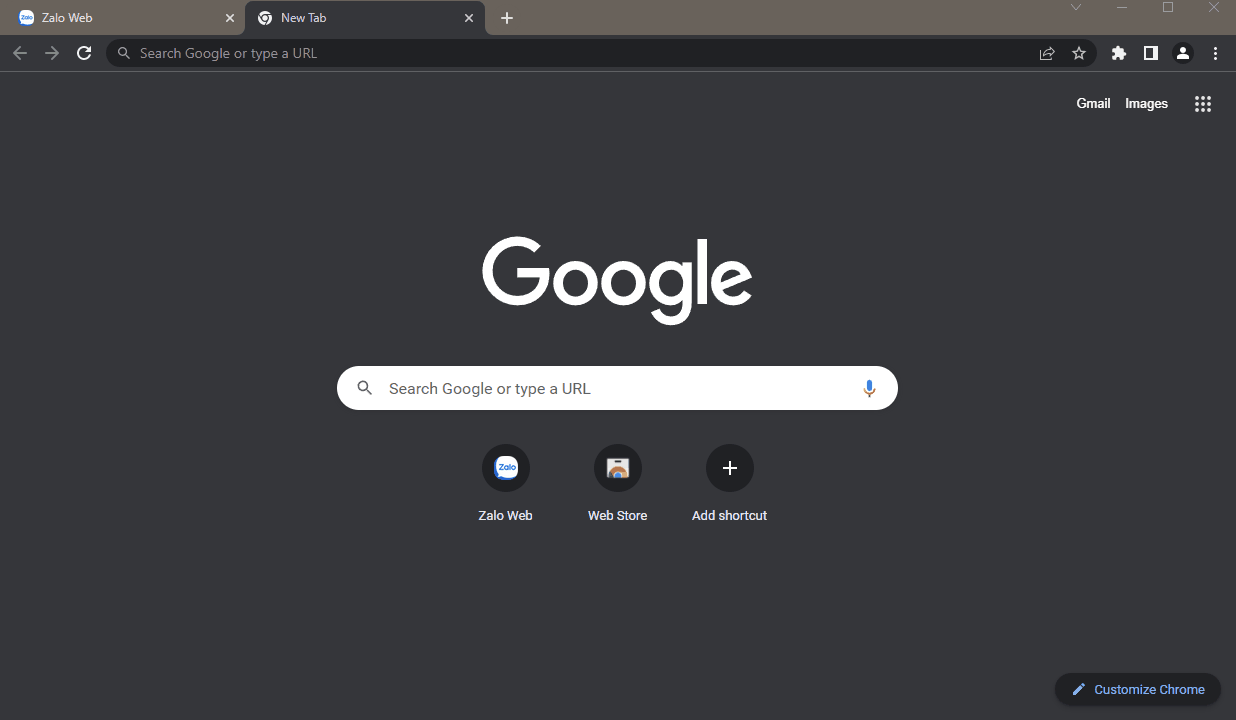 Zalo Web
New Tab
Search Google or type a URL
Gmail
Images
Google
Search Google or type a URL
Zalo
Zalo Web
Web Store
Add shortcut
Customize Chrome